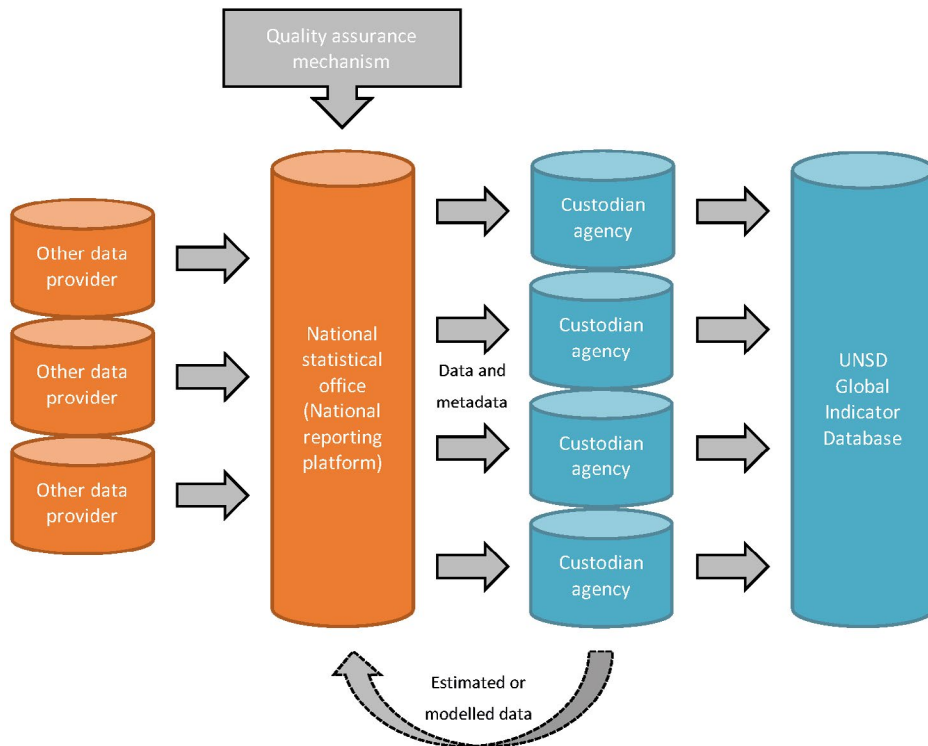 Quality assurance
mechanism
Other data
provider
Other data
provider
Other data
provider
National
statistical
office
(National
reporting
platform)
Data and
metadata
Custodian
agency
Custodian
agency
Custodian
agency
Custodian
agency
UNSD
Global
Indicator
Database
Estimated or
modelled data